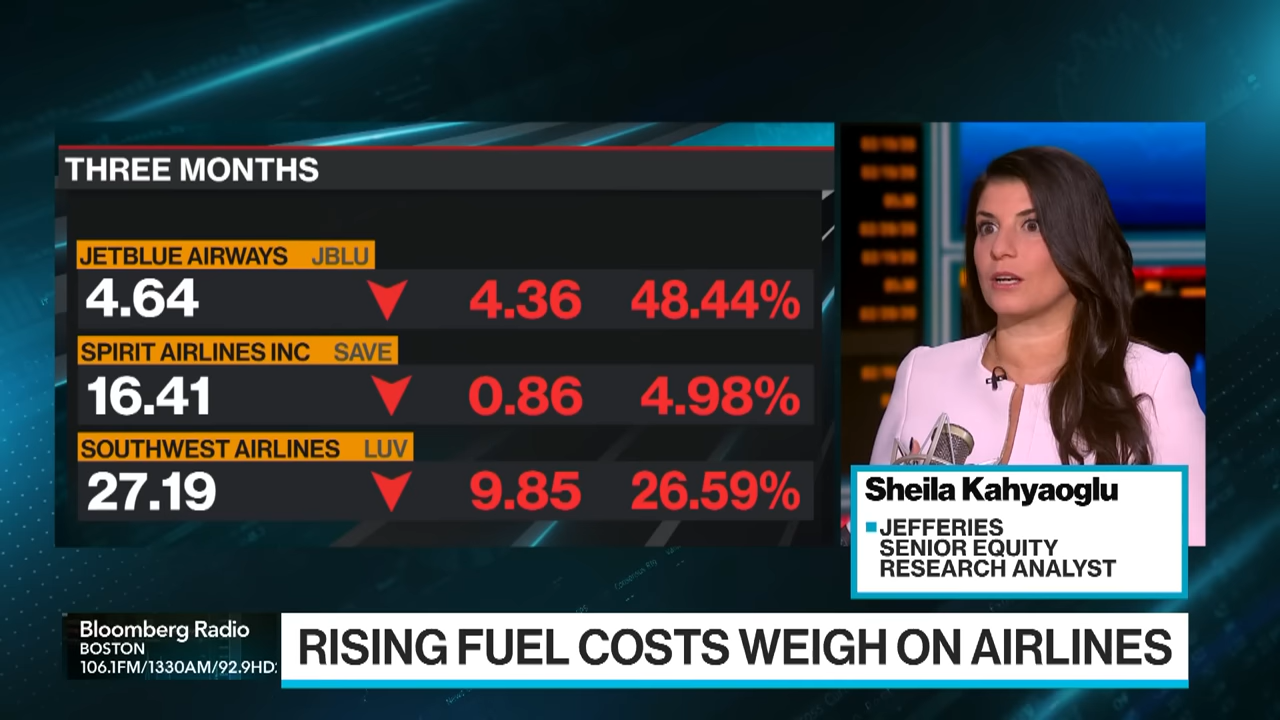 THREE MONTHS
JETBLUE AIRWAYS JBLU
4.64 4.36 48.44%
SPIRIT AIRLINES INC SAVE
16.41 0.86 4.98%
SOUTHWEST AIRLINES LUV
27.19 9.85 26.59%
Sheila Kahyaoglu
JEFFERIES
SENIOR EQUITY
RESEARCH ANALYST
Bloomberg Radio
BOSTON
106.1FM/1330AM/92.9HD
RISING FUEL COSTS WEIGH ON AIRLINES